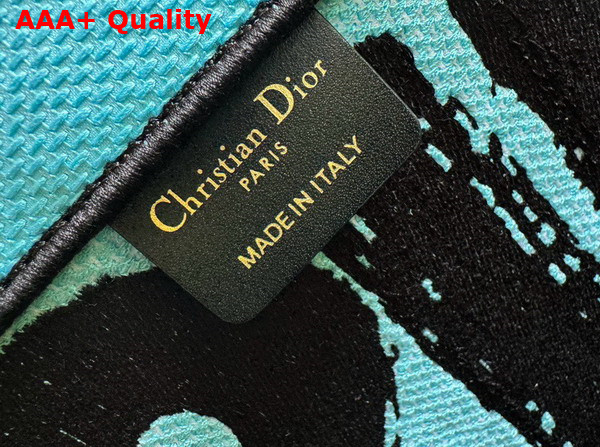 AAA+ Quality
Christian Dior
PARIS
MADE IN ITALY